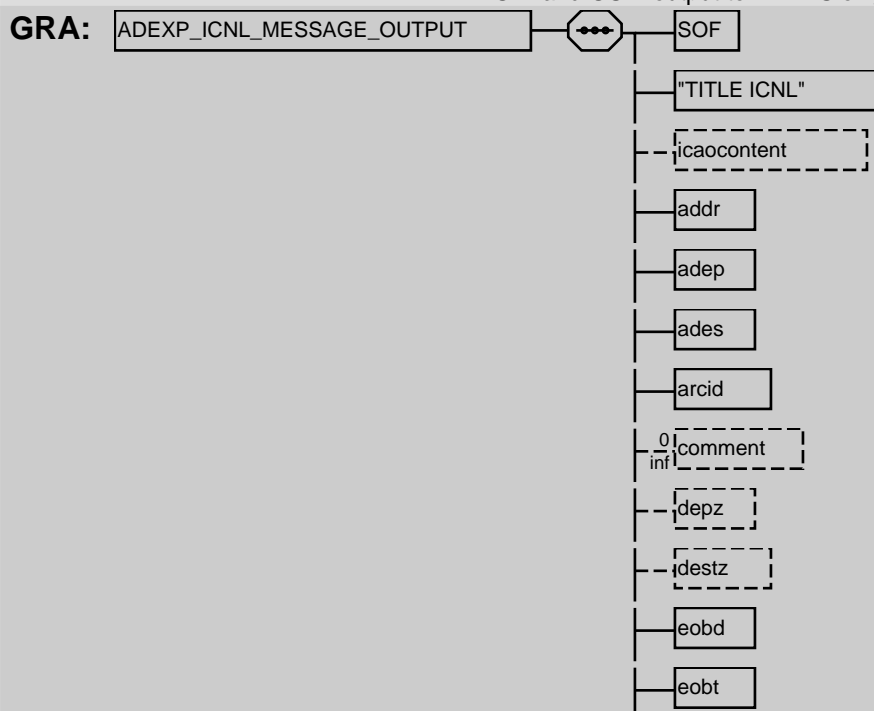 GRA: ADEXP_ICNL_MESSAGE_OUTPUT SOF
"TITLE ICNL"
icaocontent
addr
adep
ades
arcid
0
inf comment
depz
destz
eobd
eobt